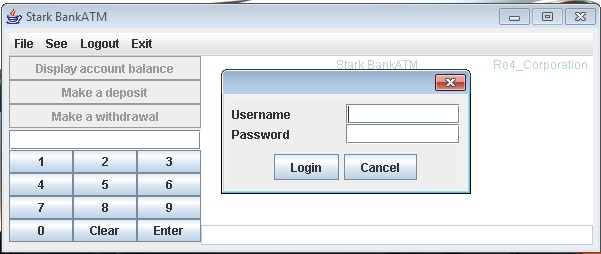 Stark BankATM
File See Logout Exit
Display account balance
Make a deposit
Make a withdrawal
1 2 3
4 5 6
7 8 9
0 Clear Enter
Stark BankATM Ro4_Corporation
Username
Password
Login Cancel